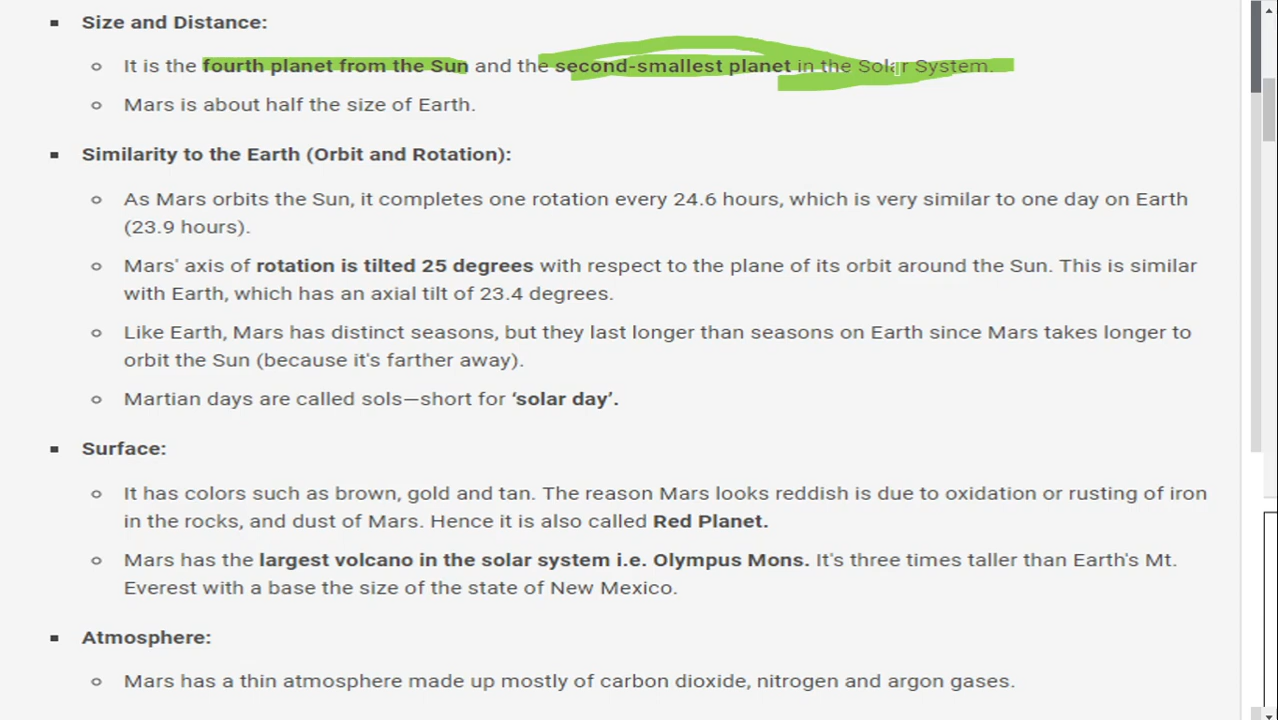 Size and Distance:
It is the fourth planet from the Sun and the second-smallest planet in the Solar System.
Mars is about half the size of Earth.
Similarity to the Earth (Orbit and Rotation):
As Mars orbits the Sun, it completes one rotation every 24.6 hours, which is very similar to one day on Earth
(23.9 hours).
Mars' axis of rotation is tilted 25 degrees with respect to the plane of its orbit around the Sun. This is similar
with Earth, which has an axial tilt of 23.4 degrees.
Like Earth, Mars has distinct seasons, but they last longer than seasons on Earth since Mars takes longer to
orbit the Sun (because it's farther away).
Martian days are called sols—short for ‘solar day’.
Surface:
It has colors such as brown, gold and tan. The reason Mars looks reddish is due to oxidation or rusting of iron
in the rocks, and dust of Mars. Hence it is also called Red Planet.
Mars has the largest volcano in the solar system i.e. Olympus Mons. It's three times taller than Earth's Mt.
Everest with a base the size of the state of New Mexico.
Atmosphere:
Mars has a thin atmosphere made up mostly of carbon dioxide, nitrogen and argon gases.